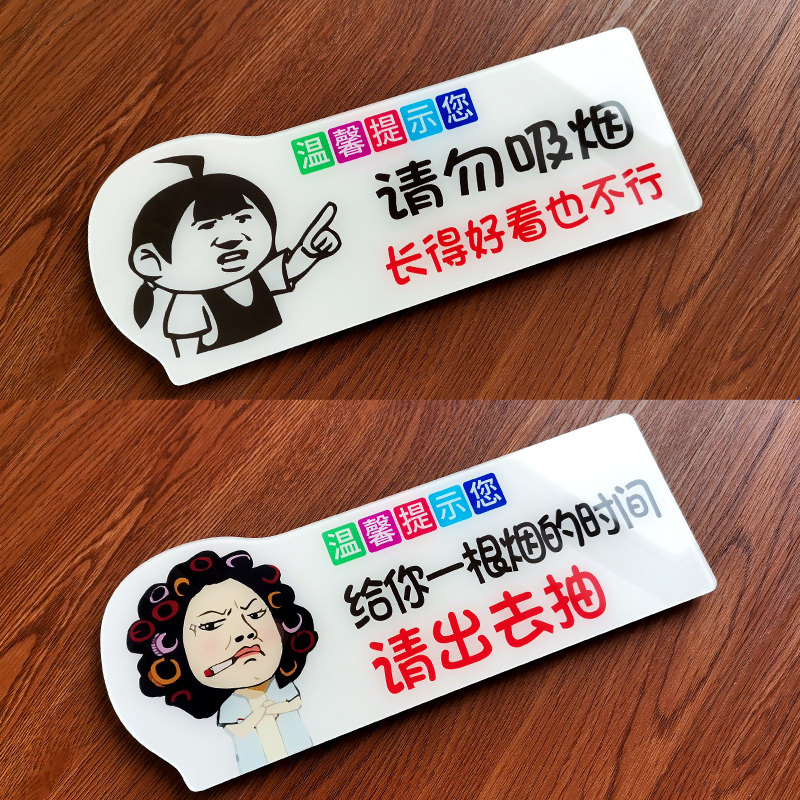 温馨提示您
请勿吸烟
长得好看也不行
温馨提示您
给你一根烟的时间
请出去抽